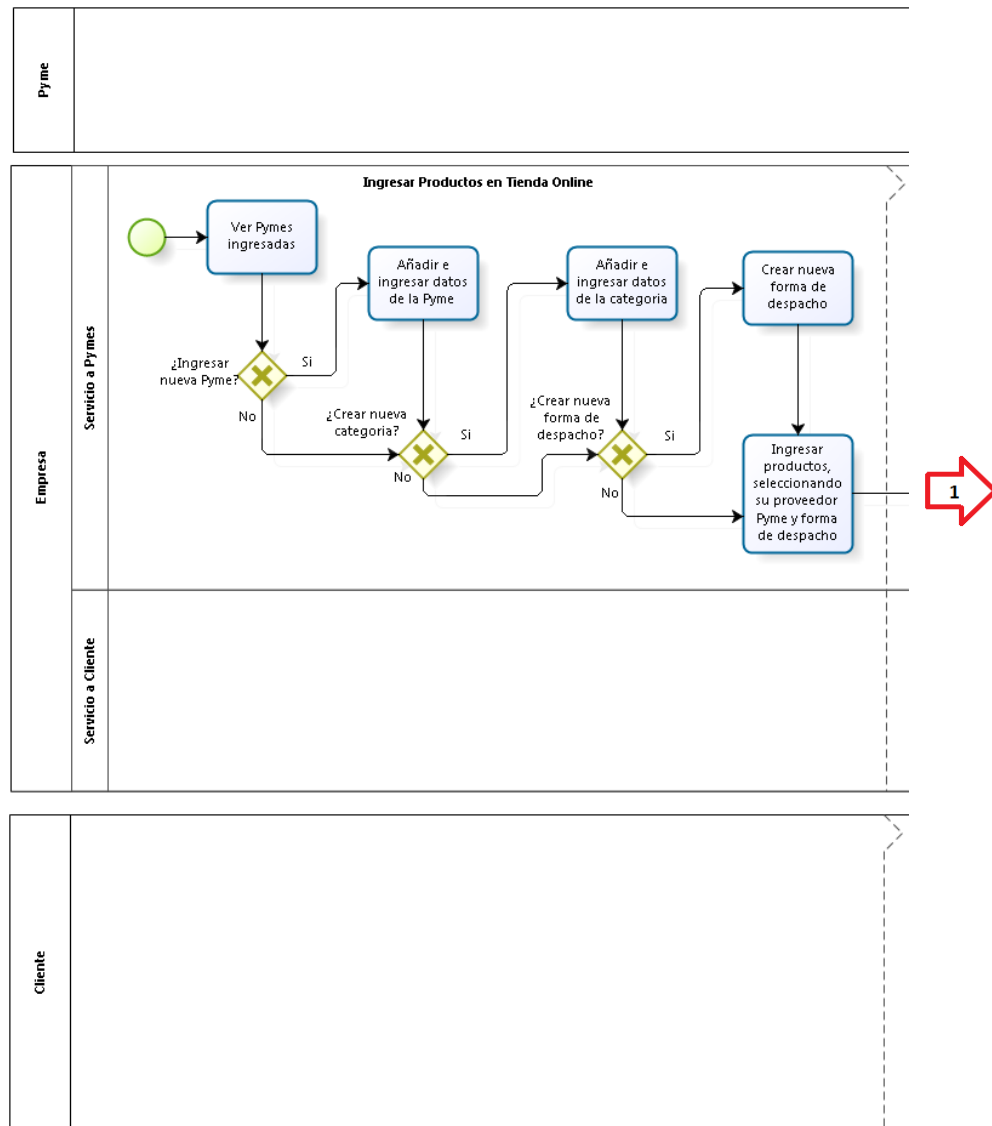 Pyme
Empresa
Servicio a Pymes
Ingresar Productos en Tienda Online
Ver Pymes
ingresadas
¿Ingresar
nueva Pyme?
Si
No
Añadir e
ingresar datos
de la Pyme
¿Crear nueva
categoria?
Si
No
Añadir e
ingresar datos
de la categoria
¿Crear nueva
forma de
despacho?
Si
No
Crear nueva
forma de
despacho
Ingresar
productos,
seleccionando
su proveedor
Pyme y forma
de despacho
1
Servicio a Cliente
Cliente